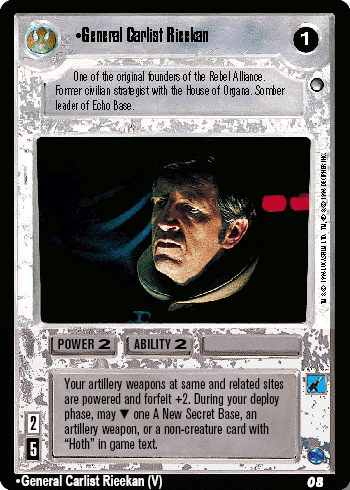 •General Carlist Rieekan
1
One of the original founders of the Rebel Alliance.
Former civilian strategist with the House of Organa. Somber
leader of Echo Base.
POWER 2
ABILITY 2
Your artillery weapons at same and related sites
are powered and forfeit +2. During your deploy
phase, may ▼ one A New Secret Base, an
artillery weapon, or a non-creature card with
"Hoth" in game text.
2
5
•General Carlist Rieekan (V)
08